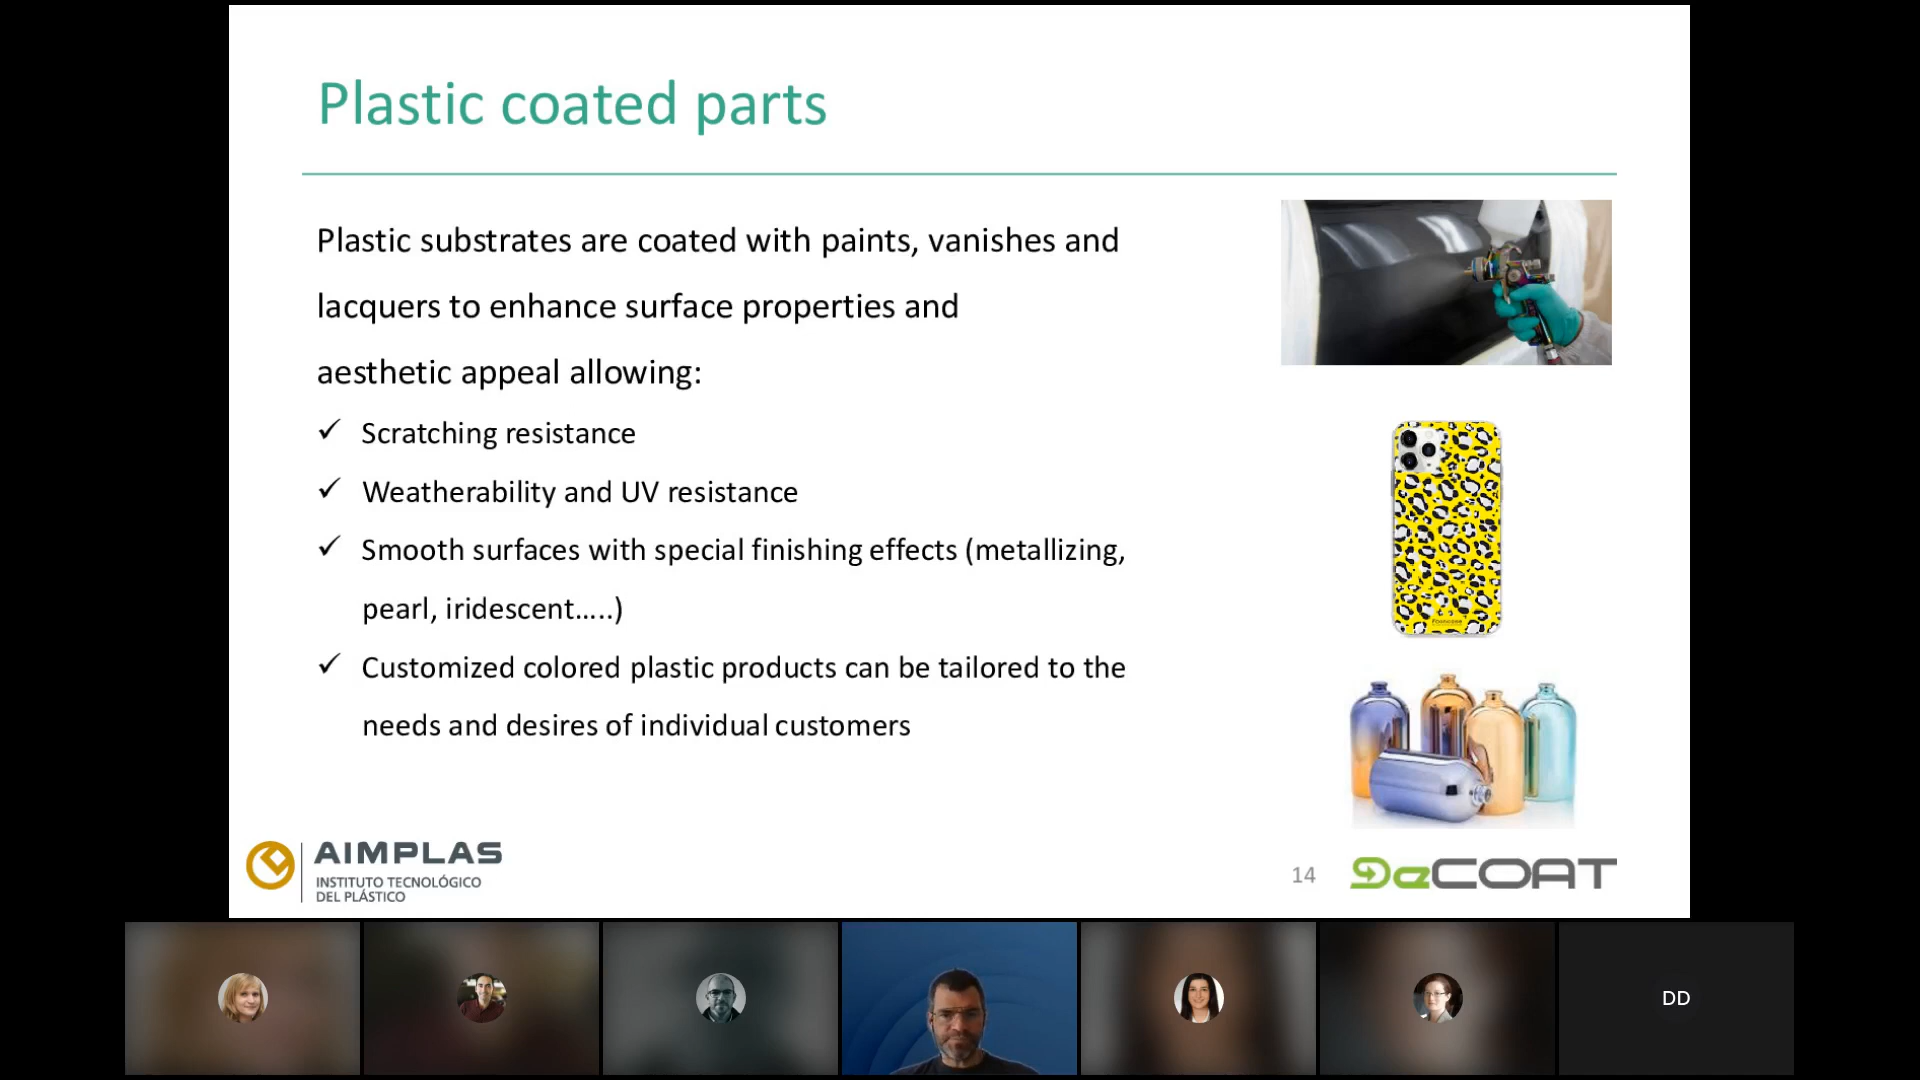 Plastic coated parts
Plastic substrates are coated with paints, vanishes and
lacquers to enhance surface properties and
aesthetic appeal allowing:
✓ Scratching resistance
✓ Weatherability and UV resistance
✓ Smooth surfaces with special finishing effects (metallizing,
pearl, iridescent…..)
✓ Customized colored plastic products can be tailored to the
needs and desires of individual customers
AIMPLAS
INSTITUTO TECNOLÓGICO
DEL PLÁSTICO
14
DeCOAT
DD